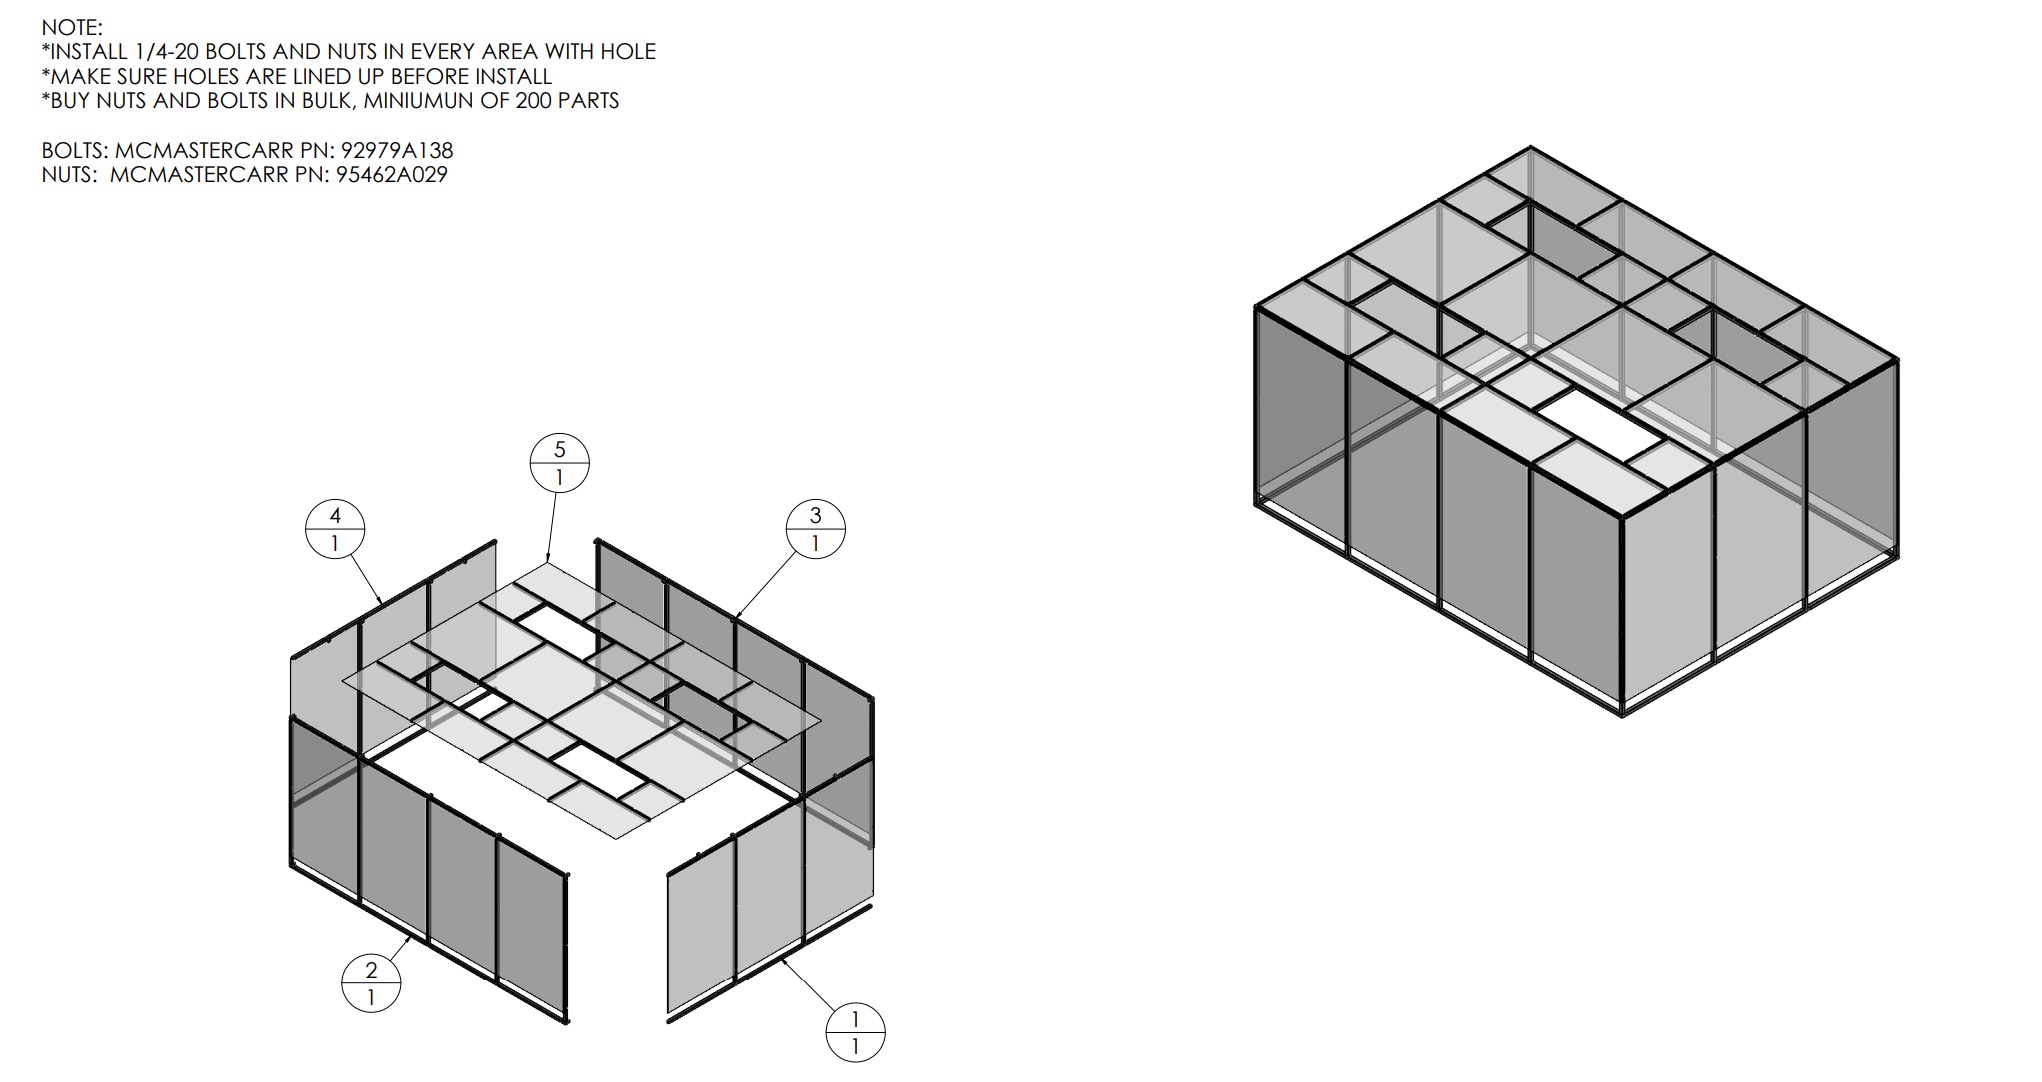 NOTE:
*INSTALL 1/4-20 BOLTS AND NUTS IN EVERY AREA WITH HOLE
*MAKE SURE HOLES ARE LINED UP BEFORE INSTALL
*BUY NUTS AND BOLTS IN BULK, MINIUMUN OF 200 PARTS
BOLTS: MCMASTERCARR PN: 92979A138
NUTS: MCMASTERCARR PN: 95462A029
5
1
4
1
3
1
2
1
1
1